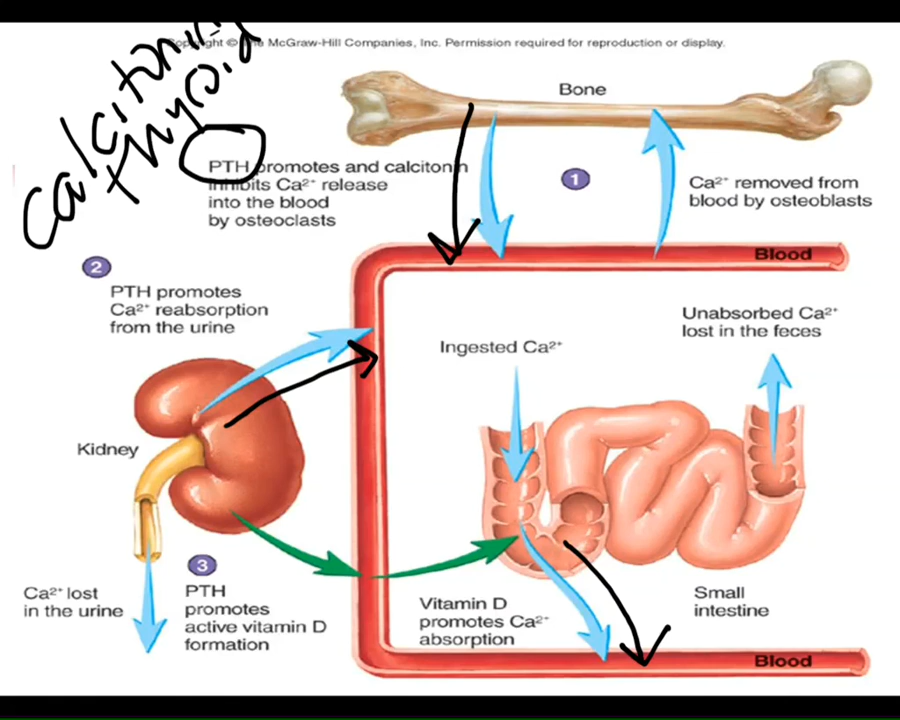 Copyright © The McGraw-Hill Companies, Inc. Permission required for reproduction or display.
Calcitonin
thyroid
Bone
PTH promotes and calcitonin
inhibits Ca²⁺ release
into the blood
by osteoclasts
1
Ca²⁺ removed from
blood by osteoblasts
Blood
2
PTH promotes
Ca²⁺ reabsorption
from the urine
Unabsorbed Ca²⁺
lost in the feces
Ingested Ca²⁺
Kidney
3
Ca²⁺ lost
in the urine
PTH
promotes
active vitamin D
formation
Vitamin D
promotes Ca²⁺
absorption
Small
intestine
Blood